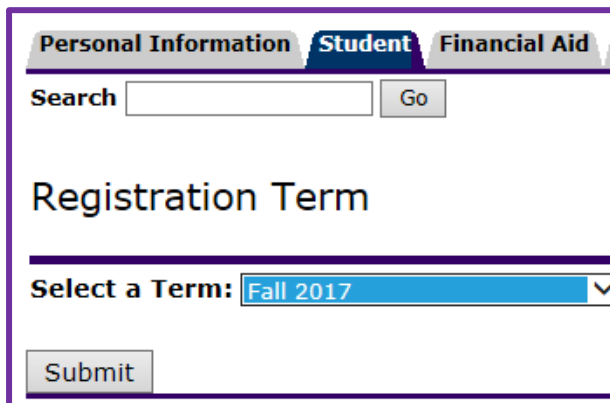 Personal Information Student Financial Aid
Search Go
Registration Term
Select a Term: Fall 2017
Submit